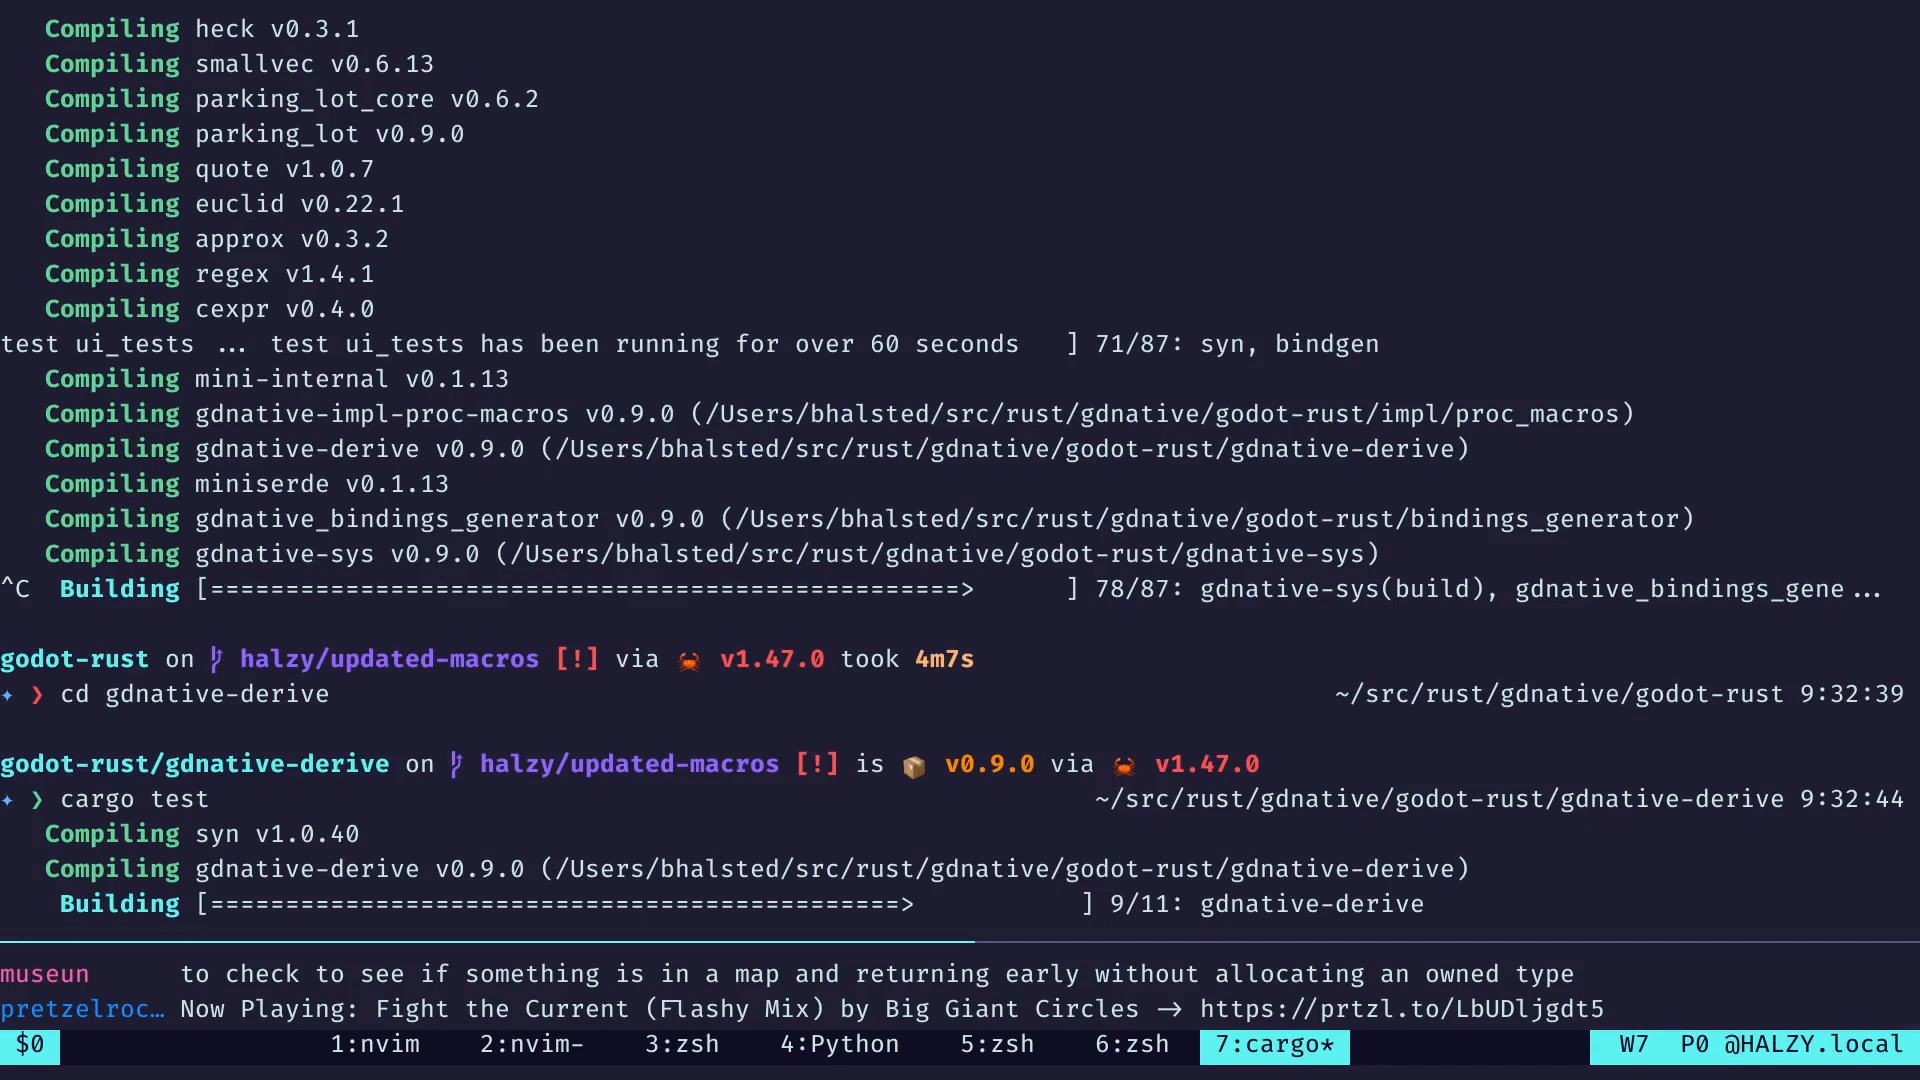 Compiling heck v0.3.1
Compiling smallvec v0.6.13
Compiling parking_lot_core v0.6.2
Compiling parking_lot v0.9.0
Compiling quote v1.0.7
Compiling euclid v0.22.1
Compiling approx v0.3.2
Compiling regex v1.4.1
Compiling cexpr v0.4.0
test ui_tests ... test ui_tests has been running for over 60 seconds   ] 71/87: syn, bindgen
Compiling mini-internal v0.1.13
Compiling gdnative-impl-proc-macros v0.9.0 (/Users/bhalsted/src/rust/gdnative/godot-rust/impl/proc_macros)
Compiling gdnative-derive v0.9.0 (/Users/bhalsted/src/rust/gdnative/godot-rust/gdnative-derive)
Compiling miniserde v0.1.13
Compiling gdnative_bindings_generator v0.9.0 (/Users/bhalsted/src/rust/gdnative/godot-rust/bindings_generator)
Compiling gdnative-sys v0.9.0 (/Users/bhalsted/src/rust/gdnative/godot-rust/gdnative-sys)
^C  Building [==================================================>      ] 78/87: gdnative-sys(build), gdnative_bindings_gene...
godot-rust on halzy/updated-macros [!] via 🦀 v1.47.0 took 4m7s
✦ ❯ cd gdnative-derive ~/src/rust/gdnative/godot-rust 9:32:39
godot-rust/gdnative-derive on halzy/updated-macros [!] is 📦 v0.9.0 via 🦀 v1.47.0
✦ ❯ cargo test ~/src/rust/gdnative/godot-rust/gdnative-derive 9:32:44
Compiling syn v1.0.40
Compiling gdnative-derive v0.9.0 (/Users/bhalsted/src/rust/gdnative/godot-rust/gdnative-derive)
Building [==============================================>           ] 9/11: gdnative-derive
museun to check to see if something is in a map and returning early without allocating an owned type
pretzelroc… Now Playing: Fight the Current (Flashy Mix) by Big Giant Circles -> https://prtzl.to/LbUDljgdt5
$0 1:nvim 2:nvim- 3:zsh 4:Python 5:zsh 6:zsh 7:cargo* W7 P0 @HALZY.local